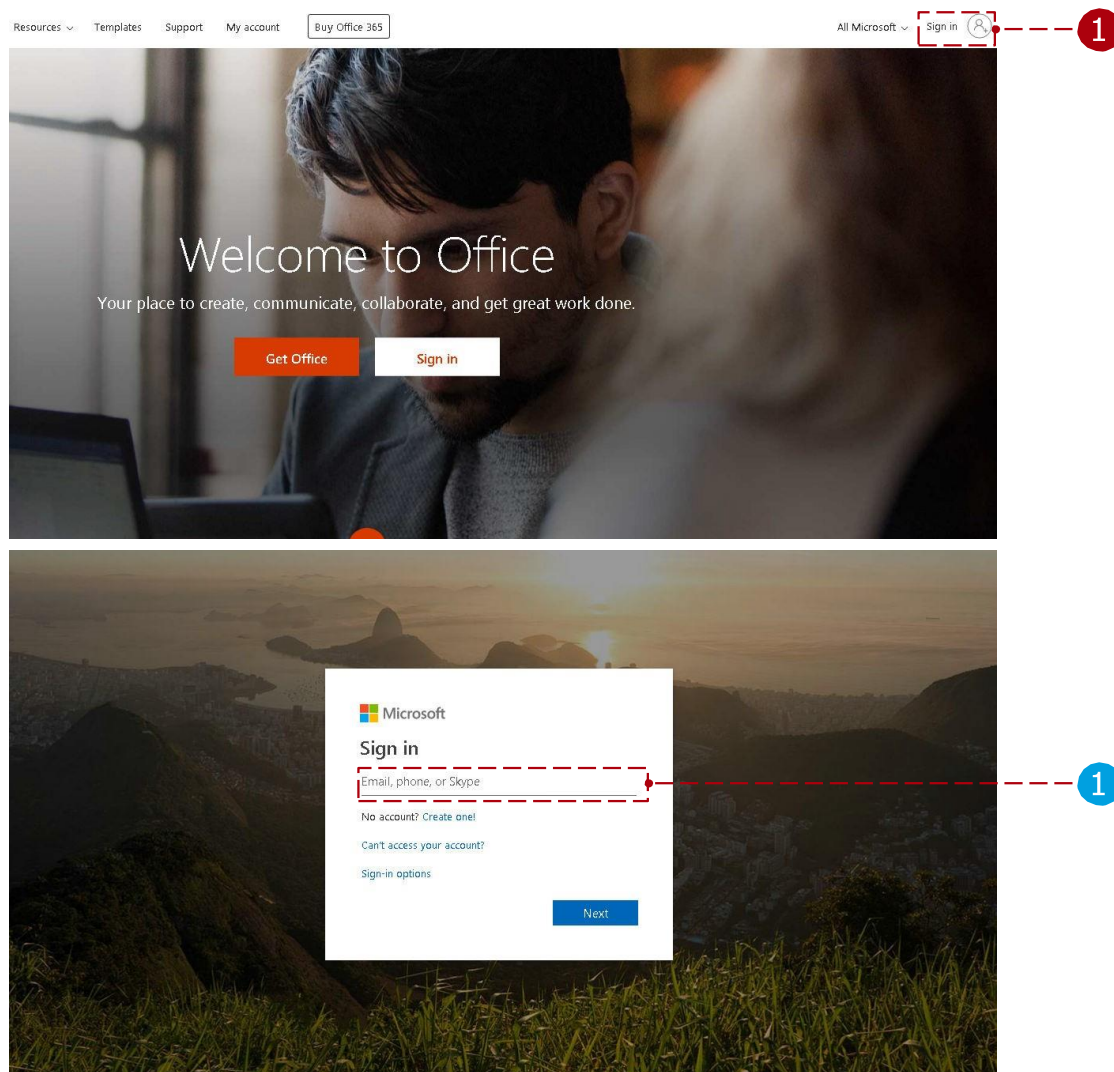 Resources Templates Support My account Buy Office 365 All Microsoft Sign in 1
Welcome to Office
Your place to create, communicate, collaborate, and get great work done.
Get Office Sign in
Microsoft
Sign in
Email, phone, or Skype 1
No account? Create one!
Can't access your account?
Sign-in options
Next